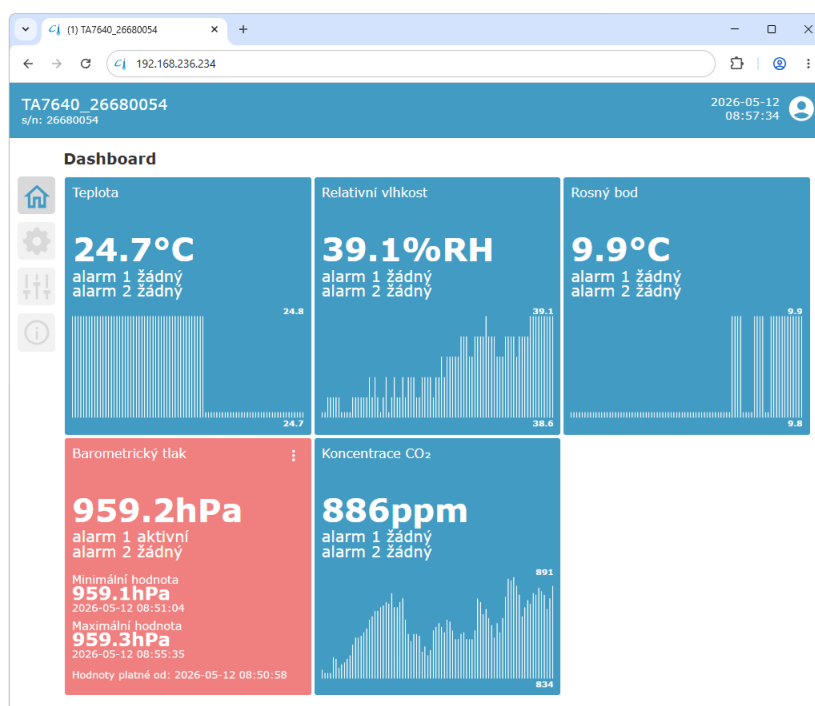 (1) TA7640_26680054
192.168.236.234
TA7640_26680054
s/n: 26680054
2026-05-12
08:57:34
Dashboard
Teplota
24.7°C
alarm 1 žádný
alarm 2 žádný
24.8
24.7
Relativní vlhkost
39.1%RH
alarm 1 žádný
alarm 2 žádný
39.1
38.6
Rosný bod
9.9°C
alarm 1 žádný
alarm 2 žádný
9.9
9.8
Barometrický tlak
959.2hPa
alarm 1 aktivní
alarm 2 žádný
Minimální hodnota
959.1hPa
2026-05-12 08:51:04
Maximální hodnota
959.3hPa
2026-05-12 08:55:35
Hodnoty platné od: 2026-05-12 08:50:58
Koncentrace CO₂
886ppm
alarm 1 žádný
alarm 2 žádný
891
834